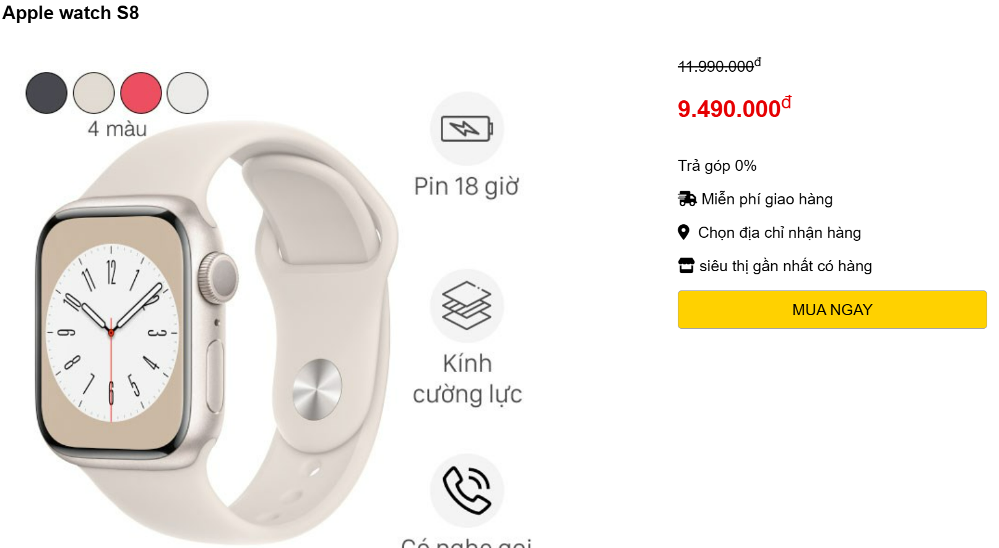 Apple watch S8
4 màu
12
1
2
3
4
5
6
7
8
9
10
11
Pin 18 giờ
Kính
cường lực
Có nghe gọi
11.990.000đ
9.490.000đ
Trả góp 0%
Miễn phí giao hàng
Chọn địa chỉ nhận hàng
siêu thị gần nhất có hàng
MUA NGAY